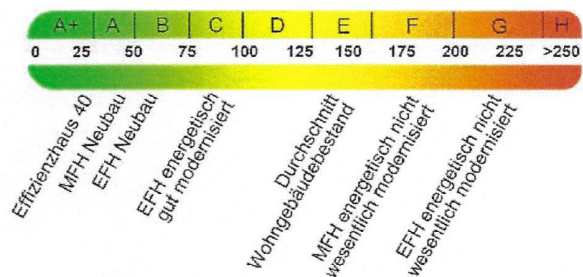 A+ A B C D E F G H
0 25 50 75 100 125 150 175 200 225 >250
Effizienzhaus 40
MFH Neubau
EFH Neubau
EFH energetisch
gut modernisiert
Durchschnitt
Wohngebäudebestand
MFH energetisch nicht
wesentlich modernisiert
EFH energetisch nicht
wesentlich modernisiert